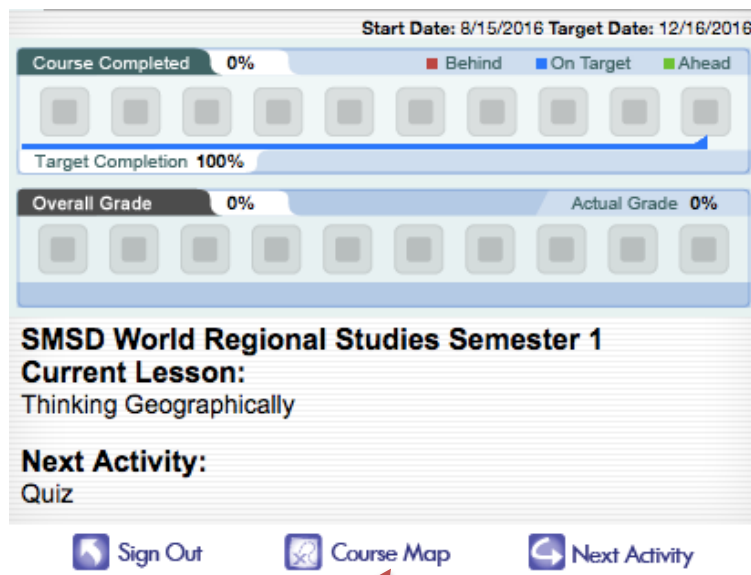 Start Date: 8/15/2016 Target Date: 12/16/2016
Course Completed 0% Behind On Target Ahead
Target Completion 100%
Overall Grade 0% Actual Grade 0%
SMSD World Regional Studies Semester 1
Current Lesson:
Thinking Geographically
Next Activity:
Quiz
Sign Out Course Map Next Activity